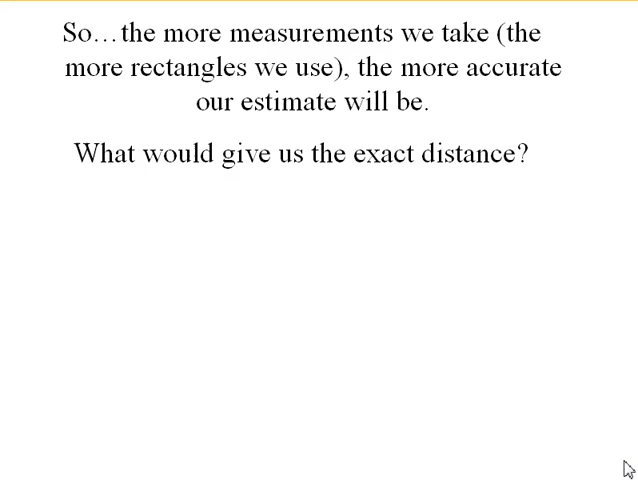 So…the more measurements we take (the
more rectangles we use), the more accurate
our estimate will be.
What would give us the exact distance?